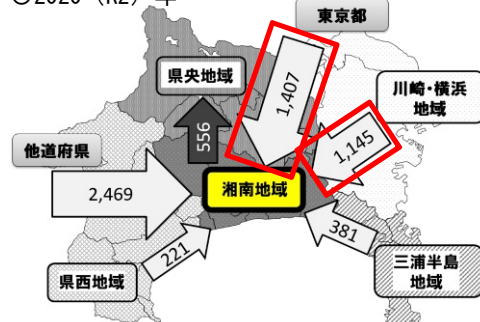 ○2020（R2）年
東京都
県央地域
川崎・横浜
地域
1,407
556
1,145
他道府県
2,469
湘南地域
221
381
県西地域
三浦半島
地域